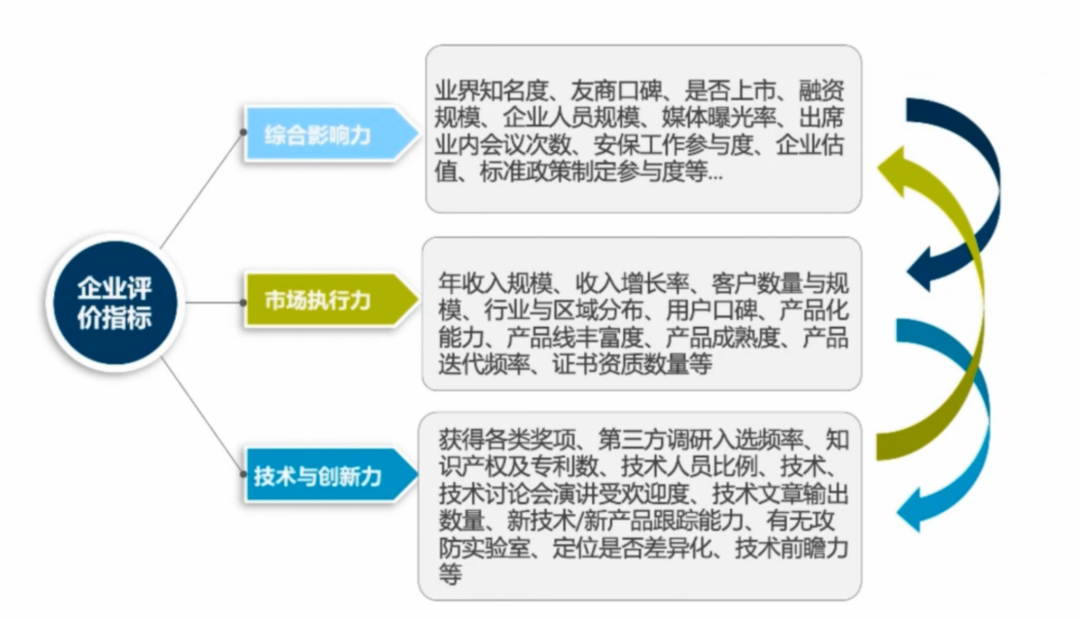 企业评
价指标
综合影响力
业界知名度、友商口碑、是否上市、融资
规模、企业人员规模、媒体曝光率、出席
业内会议次数、安保工作参与度、企业估
值、标准政策制定参与度等...
市场执行力
年收入规模、收入增长率、客户数量与规
模、行业与区域分布、用户口碑、产品化
能力、产品线丰富度、产品成熟度、产品
迭代频率、证书资质数量等
技术与创新力
获得各类奖项、第三方调研入选频率、知
识产权及专利数、技术人员比例、技术、
技术讨论会演讲受欢迎度、技术文章输出
数量、新技术/新产品跟踪能力、有无攻
防实验室、定位是否差异化、技术前瞻力
等